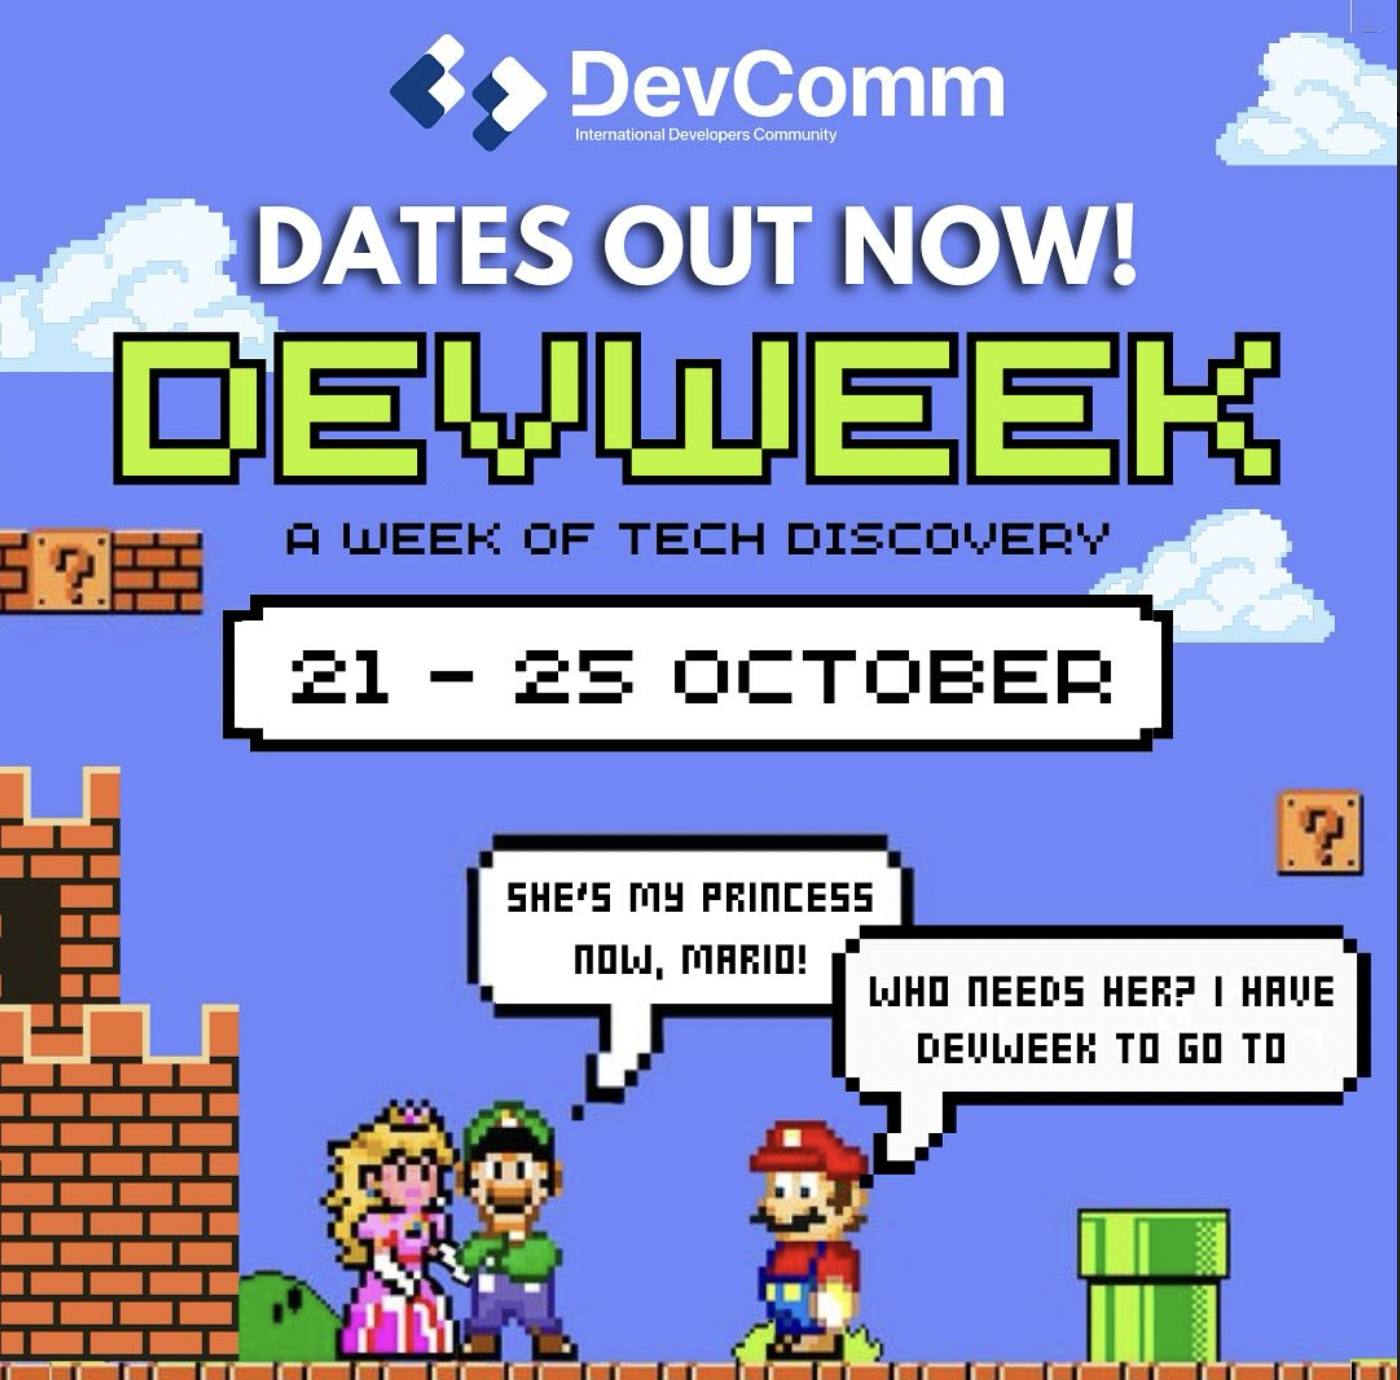 DevComm
International Developers Community
DATES OUT NOW!
DEVWEEK
A WEEK OF TECH DISCOVERY
?
21 - 25 OCTOBER
?
SHE'S MY PRINCESS
NOW, MARIO!
WHO NEEDS HER? I HAVE
DEVWEEK TO GO TO